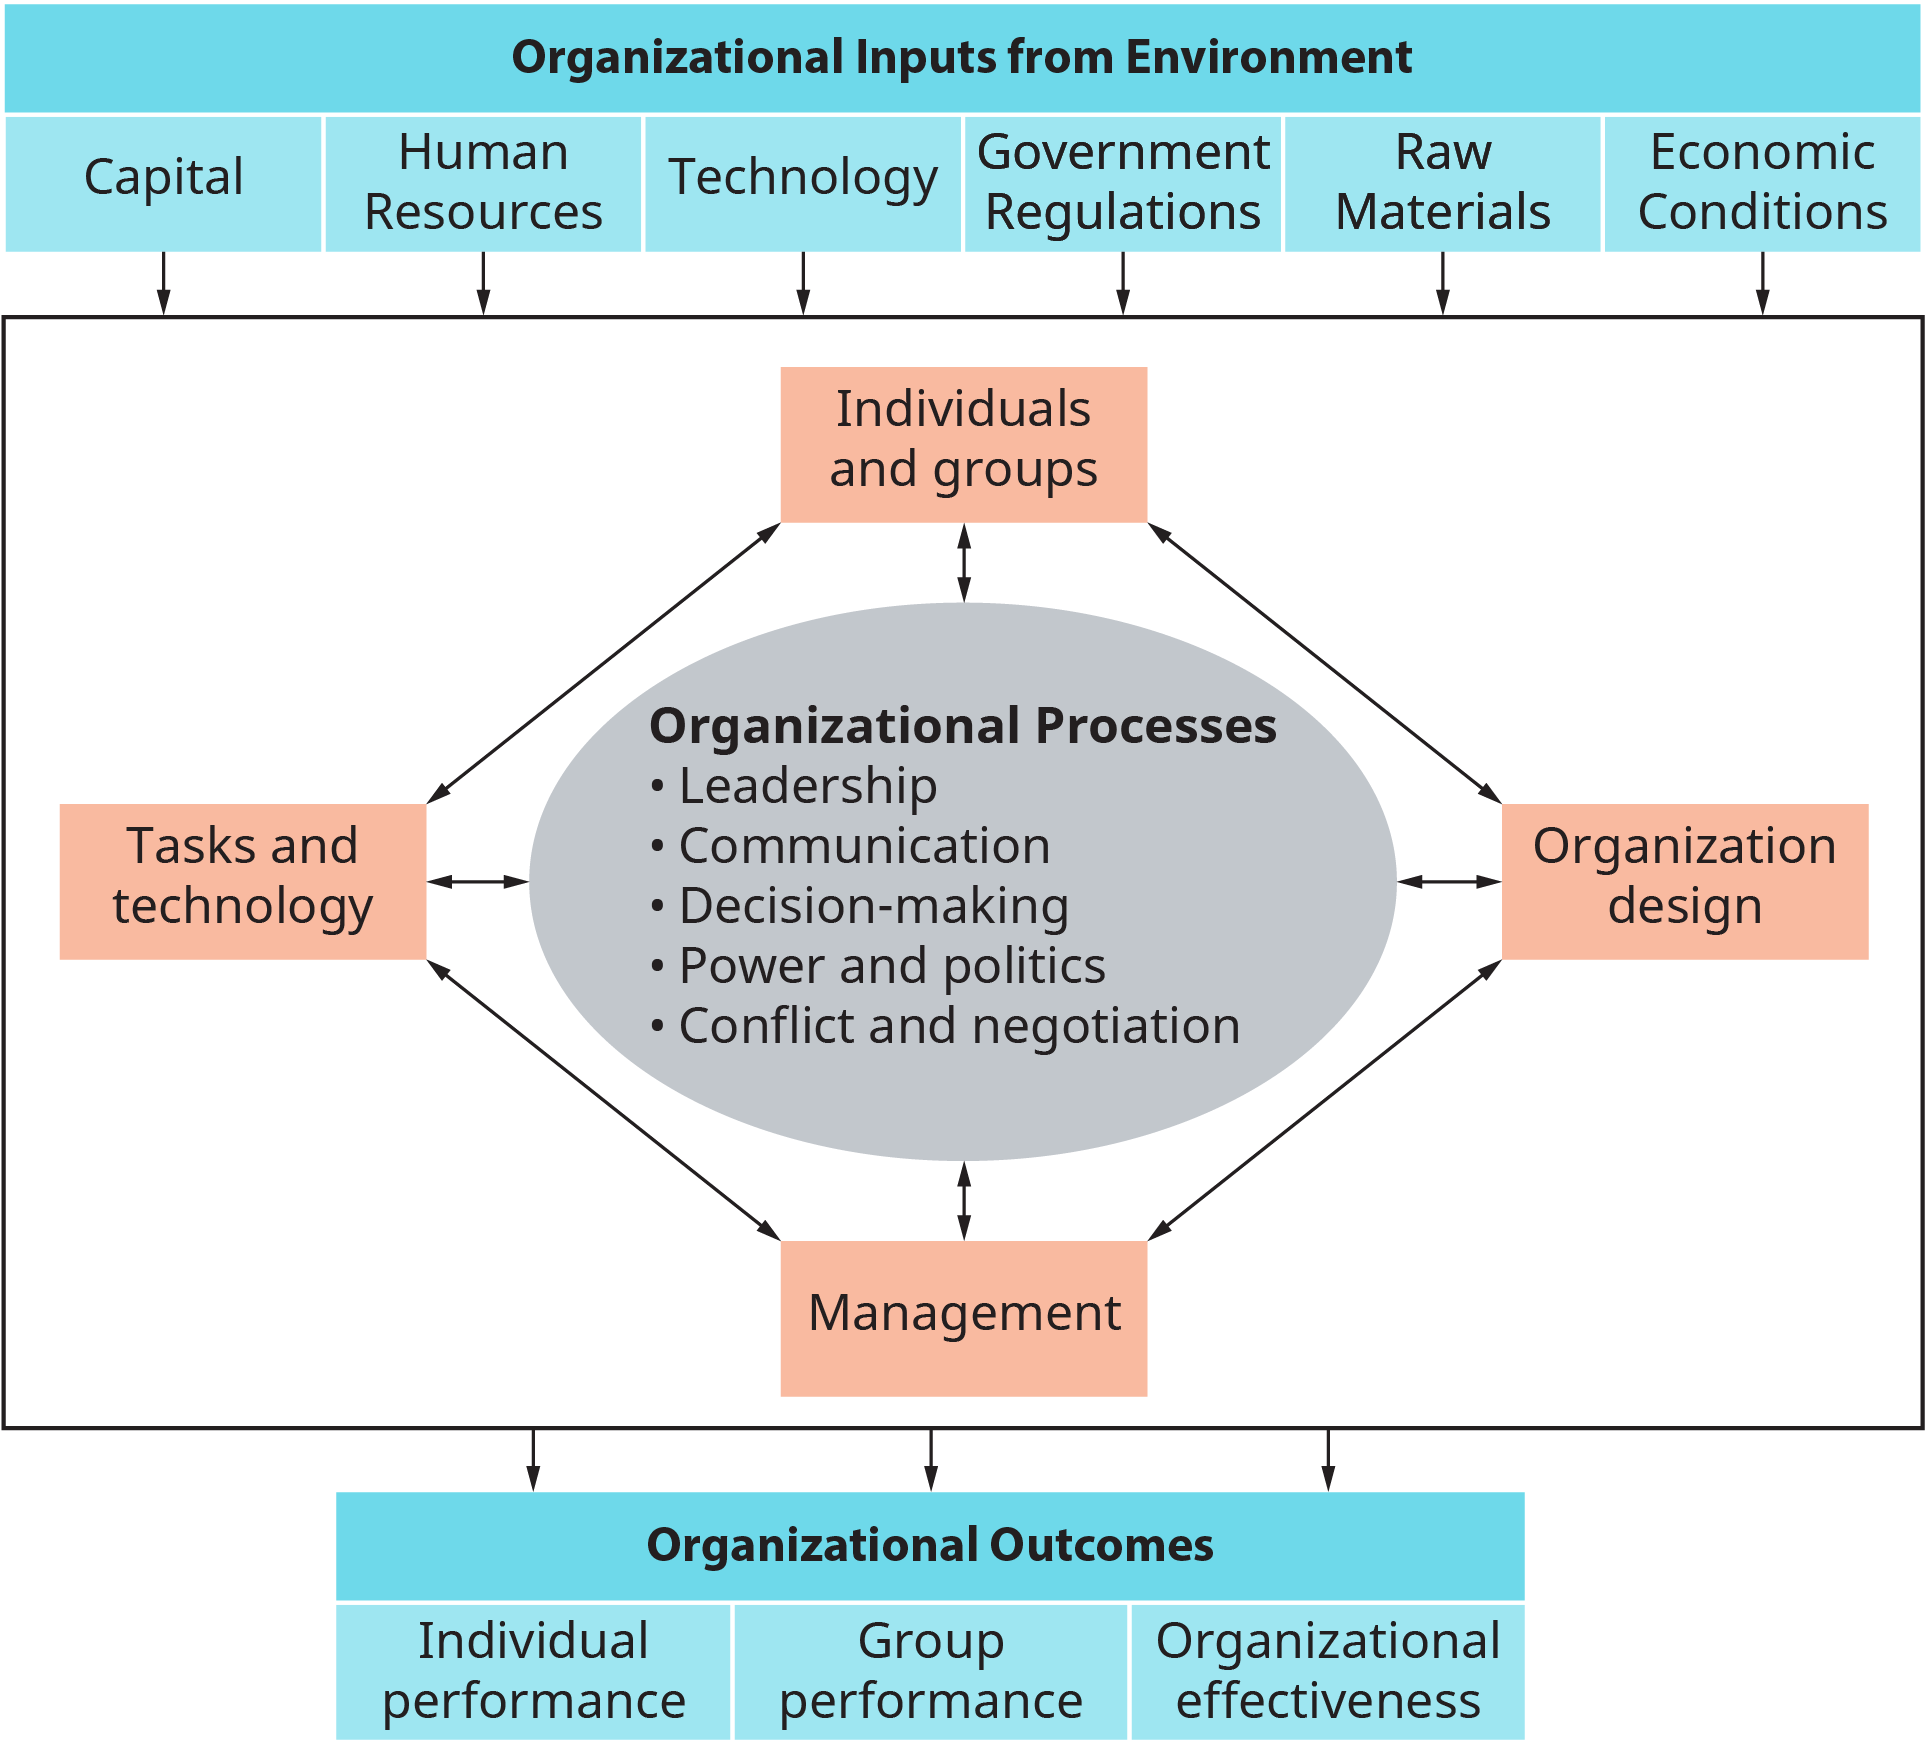 Organizational Inputs from Environment
Capital
Human
Resources
Technology
Government
Regulations
Raw
Materials
Economic
Conditions
Individuals
and groups
Organizational Processes
• Leadership
• Communication
• Decision-making
• Power and politics
• Conflict and negotiation
Tasks and
technology
Organization
design
Management
Organizational Outcomes
Individual
performance
Group
performance
Organizational
effectiveness